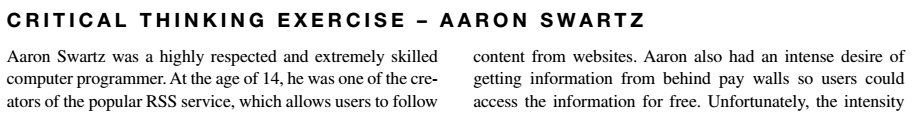 CRITICAL THINKING EXERCISE – AARON SWARTZ
Aaron Swartz was a highly respected and extremely skilled
computer programmer. At the age of 14, he was one of the cre-
ators of the popular RSS service, which allows users to follow
content from websites. Aaron also had an intense desire of
getting information from behind pay walls so users could
access the information for free. Unfortunately, the intensity